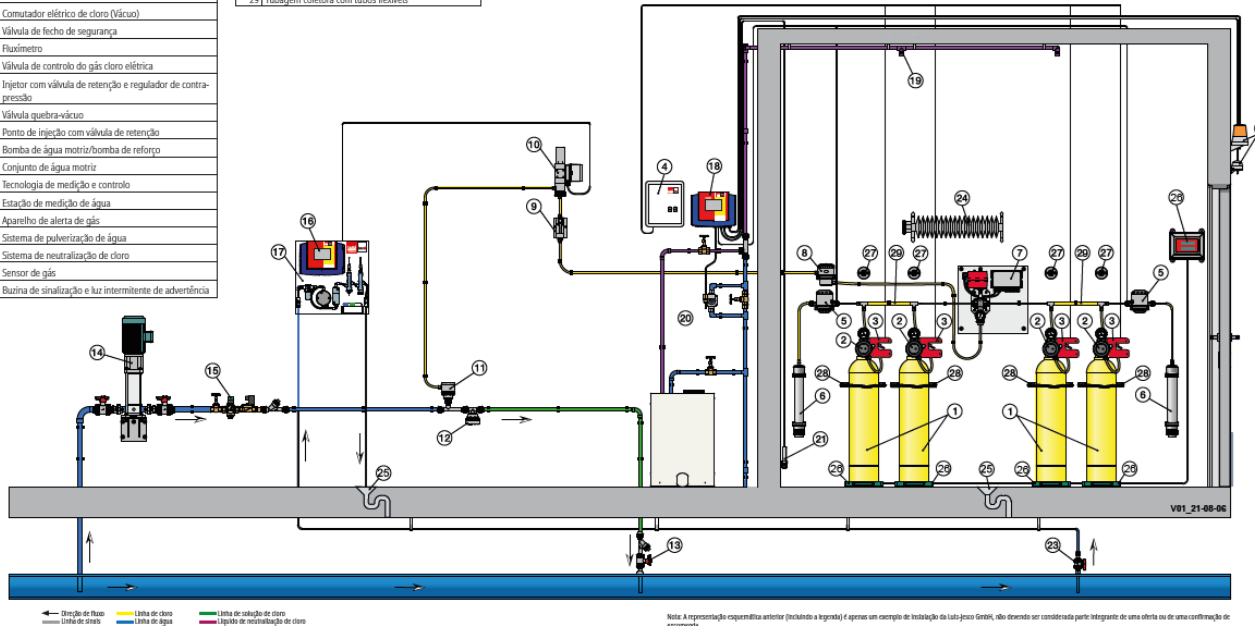 Comutador elétrico de cloro (Vácuo)
Válvula de fecho de segurança
Fluxímetro
Válvula de controlo do gás cloro elétrica
Injetor com válvula de retenção e regulador de contra-
pressão
Válvula quebra-vácuo
Ponto de injeção com válvula de retenção
Bomba de água motriz/bomba de reforço
Conjunto de água motriz
Tecnologia de medição e controlo
Estação de medição de água
Aparelho de alerta de gás
Sistema de pulverização de água
Sistema de neutralização de cloro
Sensor de gás
Buzina de sinalização e luz intermitente de advertência
29 Tubagem coletora com tubos flexíveis
19
10
4
18
9
16
17
24
26
8
27
29
27
7
27
29
27
5
14
15
20
5
2
3
2
3
2
3
2
3
11
28
28
28
28
12
6
1
1
6
21
25
26
26
25
26
26
V01_21-08-06
13
23
Direção de fluxo
Linha de cloro
Linha de solução de cloro
Linha de sinais
Linha de água
Líquido de neutralização de cloro
Nota: A representação esquemática anterior (incluindo a legenda) é apenas um exemplo de instalação da Lutz-Jesco GmbH, não devendo ser considerada parte integrante de uma oferta ou de uma confirmação de
encomenda.